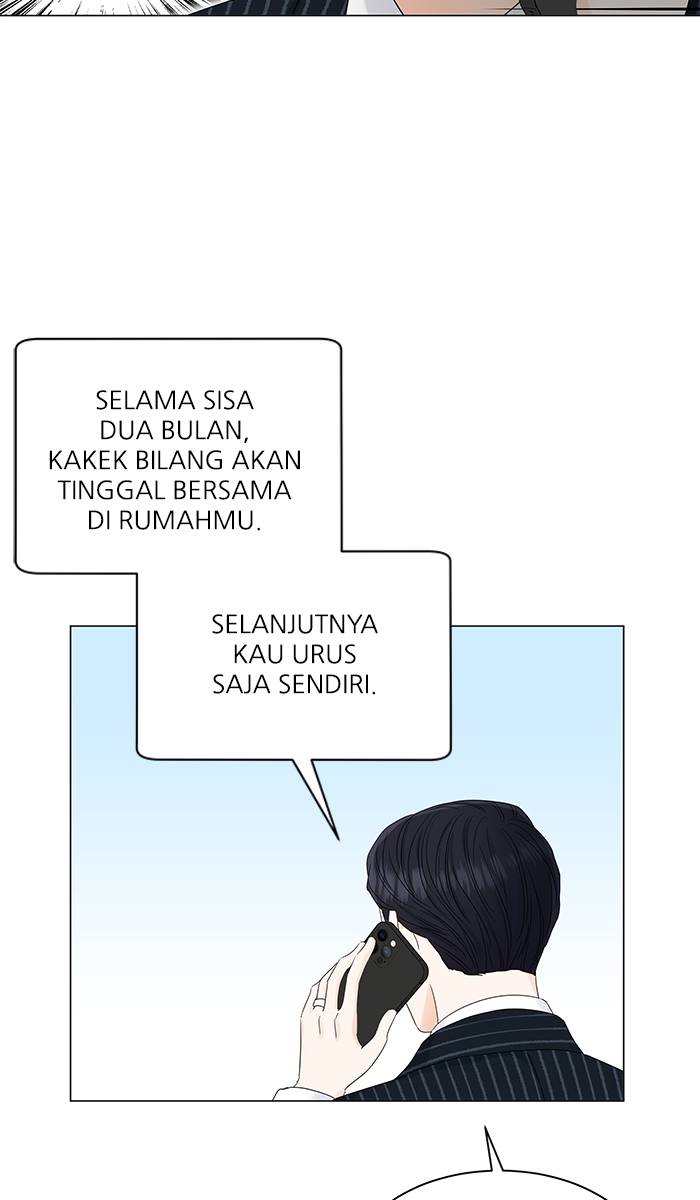 SELAMA SISA
DUA BULAN,
KAKEK BILANG AKAN
TINGGAL BERSAMA
DI RUMAHMU.
SELANJUTNYA
KAU URUS
SAJA SENDIRI.